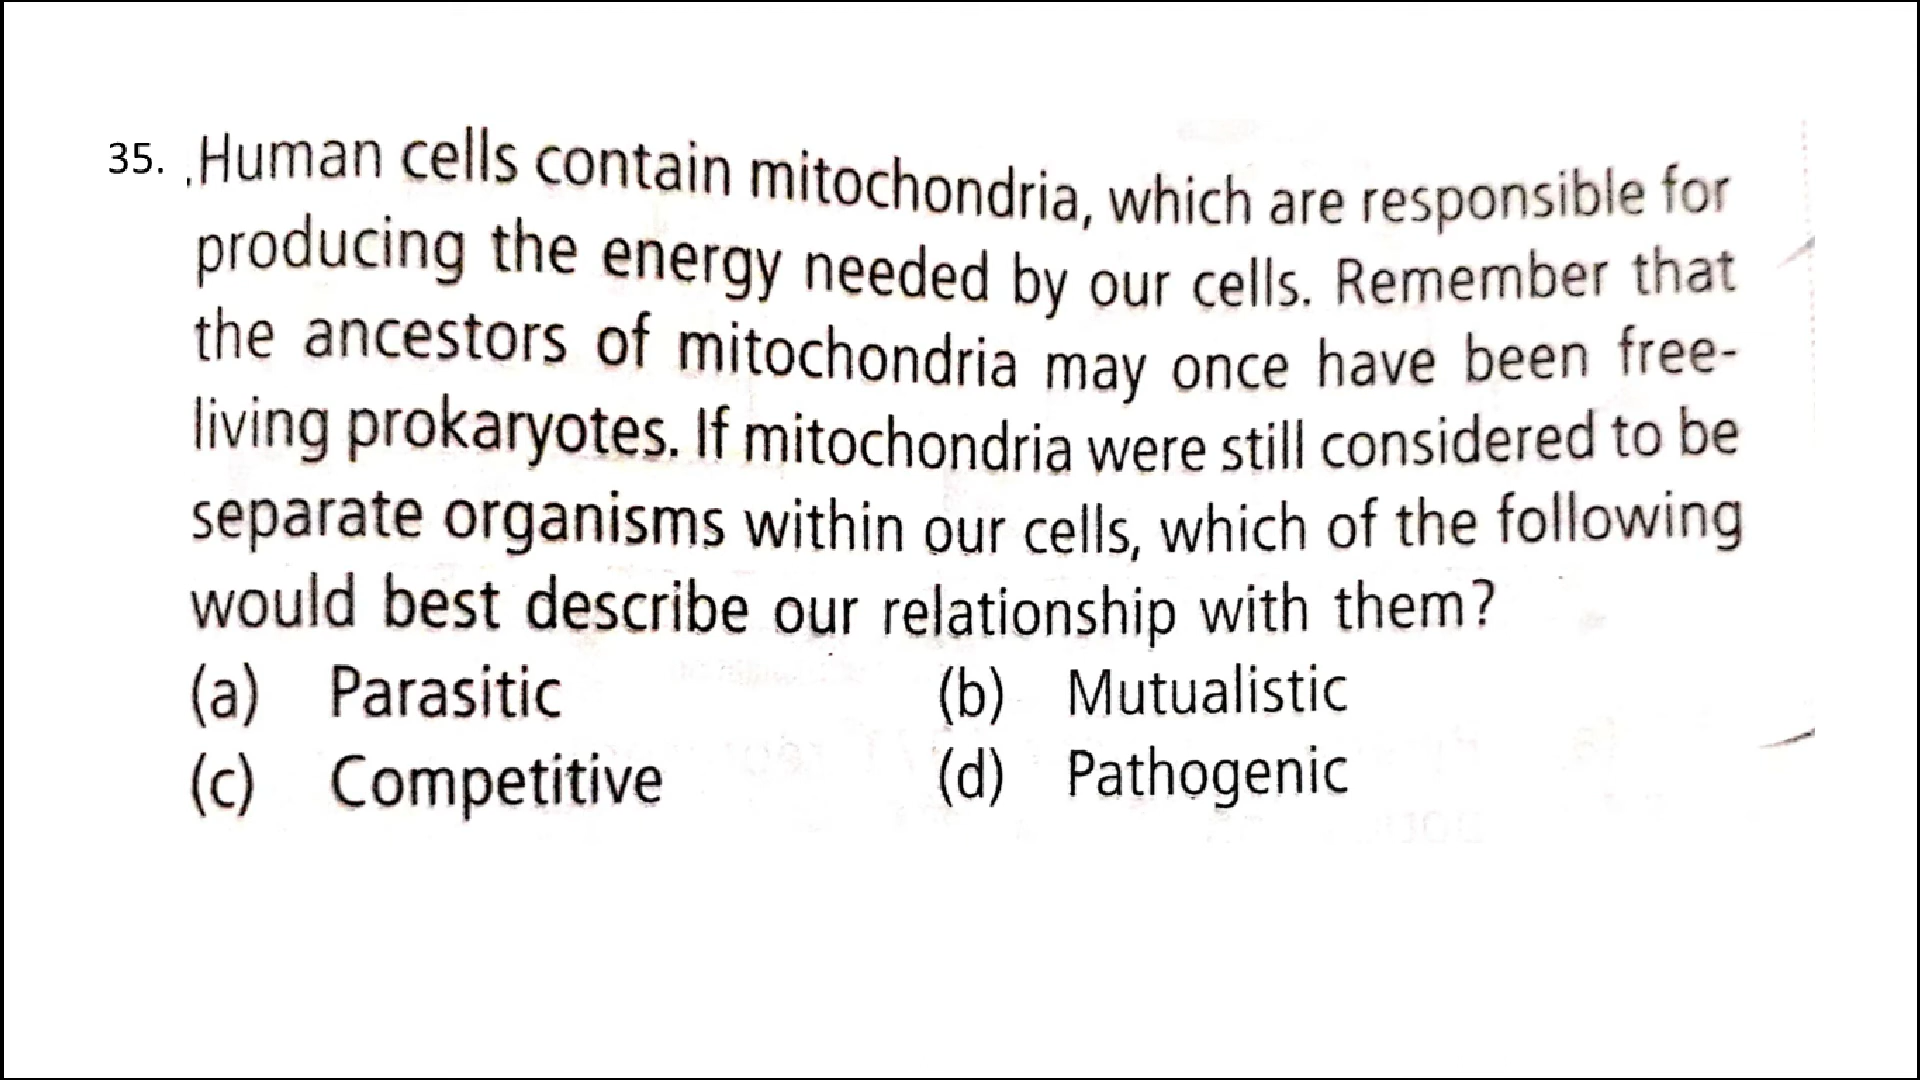 35. Human cells contain mitochondria, which are responsible for
producing the energy needed by our cells. Remember that
the ancestors of mitochondria may once have been free-
living prokaryotes. If mitochondria were still considered to be
separate organisms within our cells, which of the following
would best describe our relationship with them?
(a) Parasitic (b) Mutualistic
(c) Competitive (d) Pathogenic